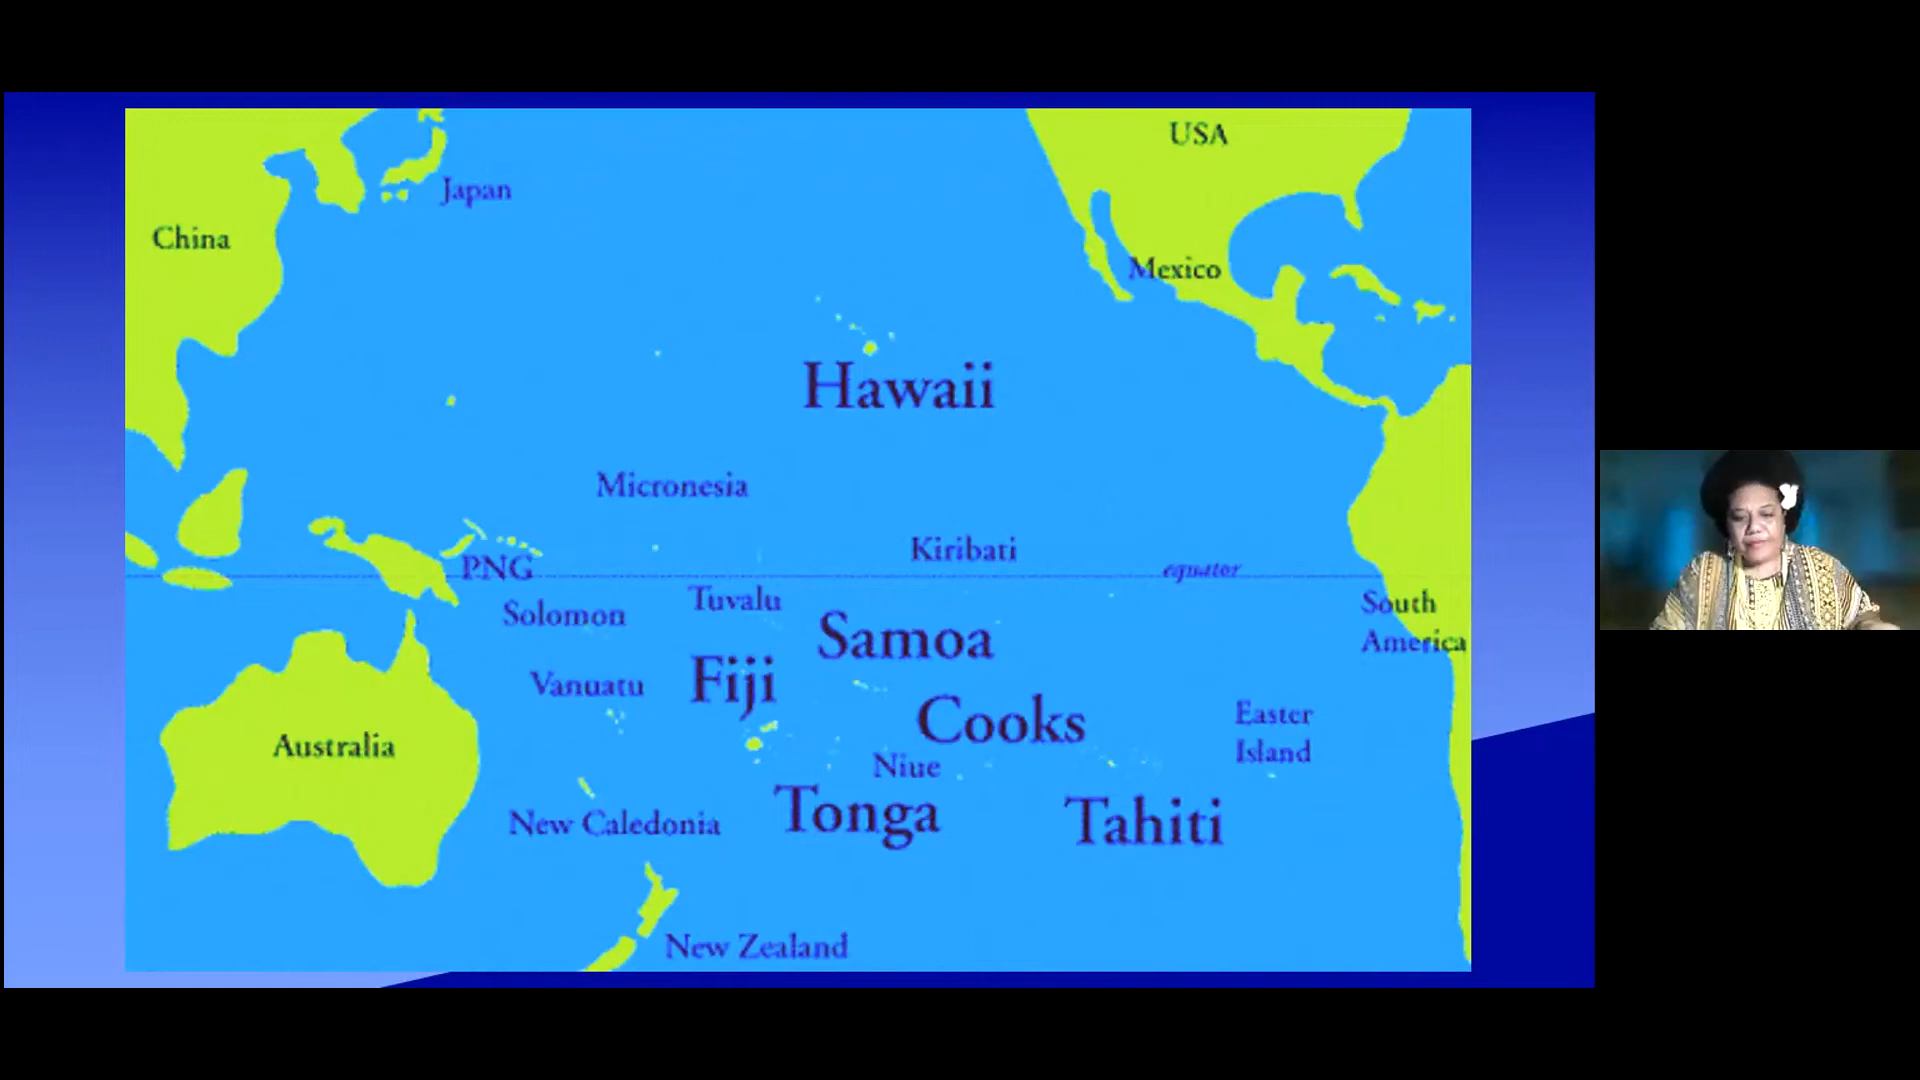 USA
Japan
China
Mexico
Hawaii
Micronesia
Kiribati
PNG
equator
Tuvalu
Solomon
South
America
Samoa
Fiji
Vanuatu
Cooks
Easter
Island
Australia
Niue
Tonga
Tahiti
New Caledonia
New Zealand